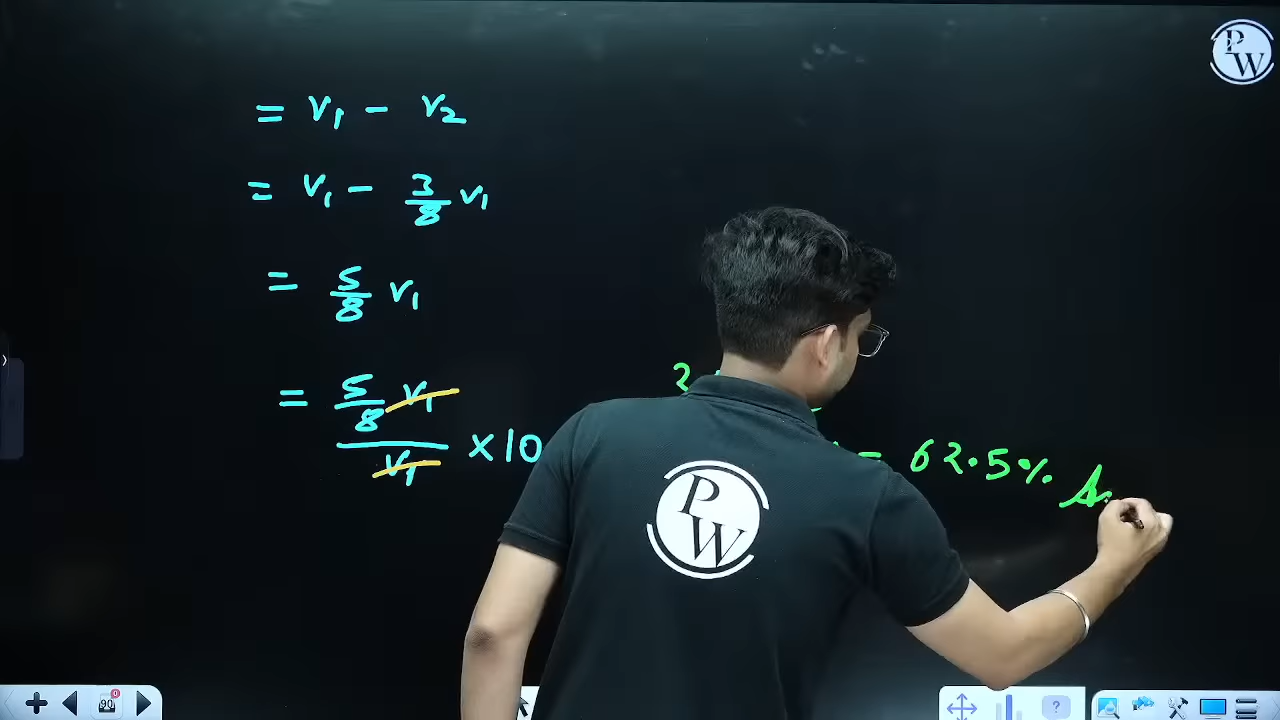 PW
= V₁ - V₂
= V₁ - 3/8 V₁
= 5/8 V₁
= 5/8 V₁ / V₁ × 10
= 62.5%
PW